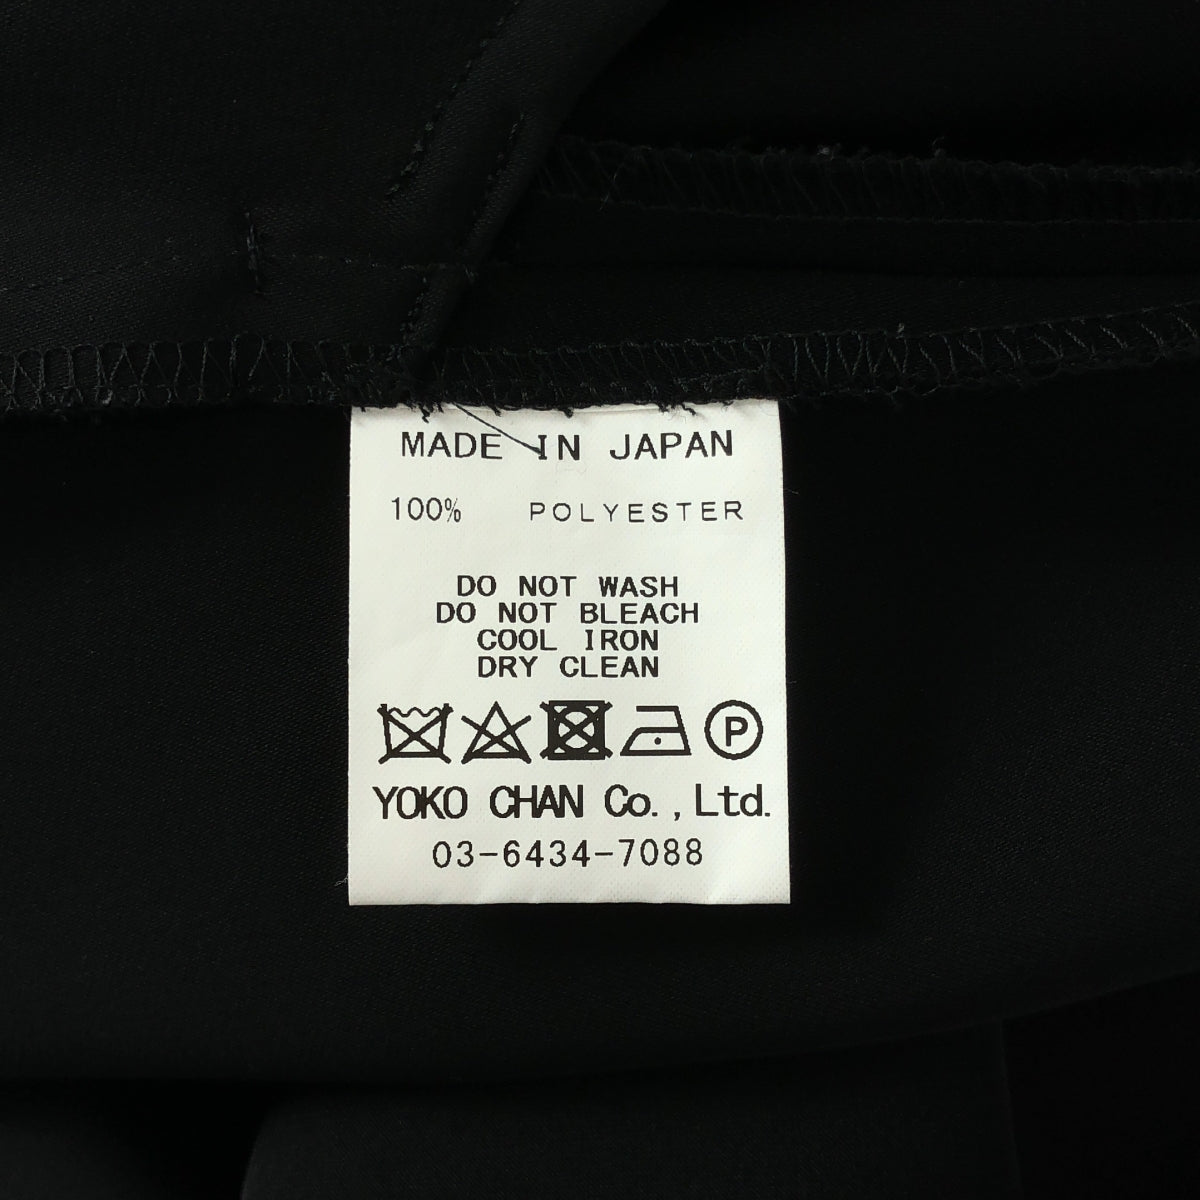 MADE IN JAPAN
100% POLYESTER
DO NOT WASH
DO NOT BLEACH
COOL IRON
DRY CLEAN
P
YOKO CHAN Co., Ltd.
03-6434-7088